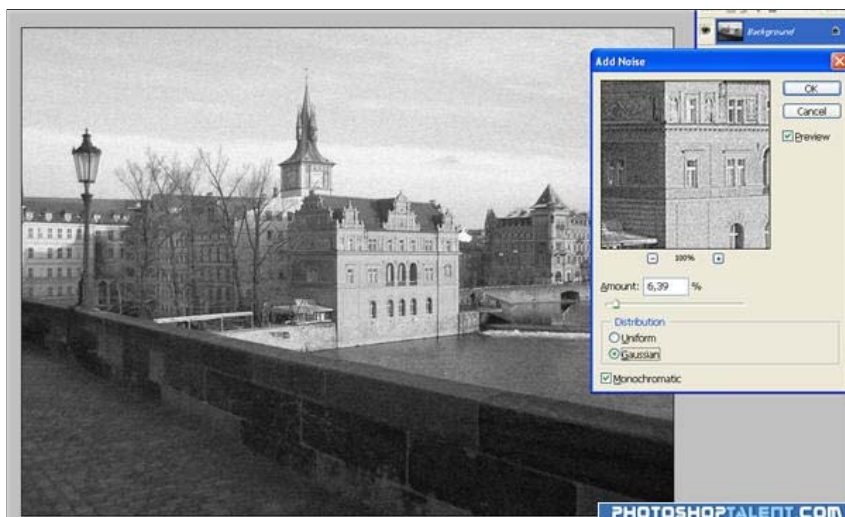 Background
Add Noise
OK
Cancel
Preview
100%
Amount: 6,39 %
Distribution
Uniform
Gaussian
Monochromatic
PHOTOSHOPTALENT.COM